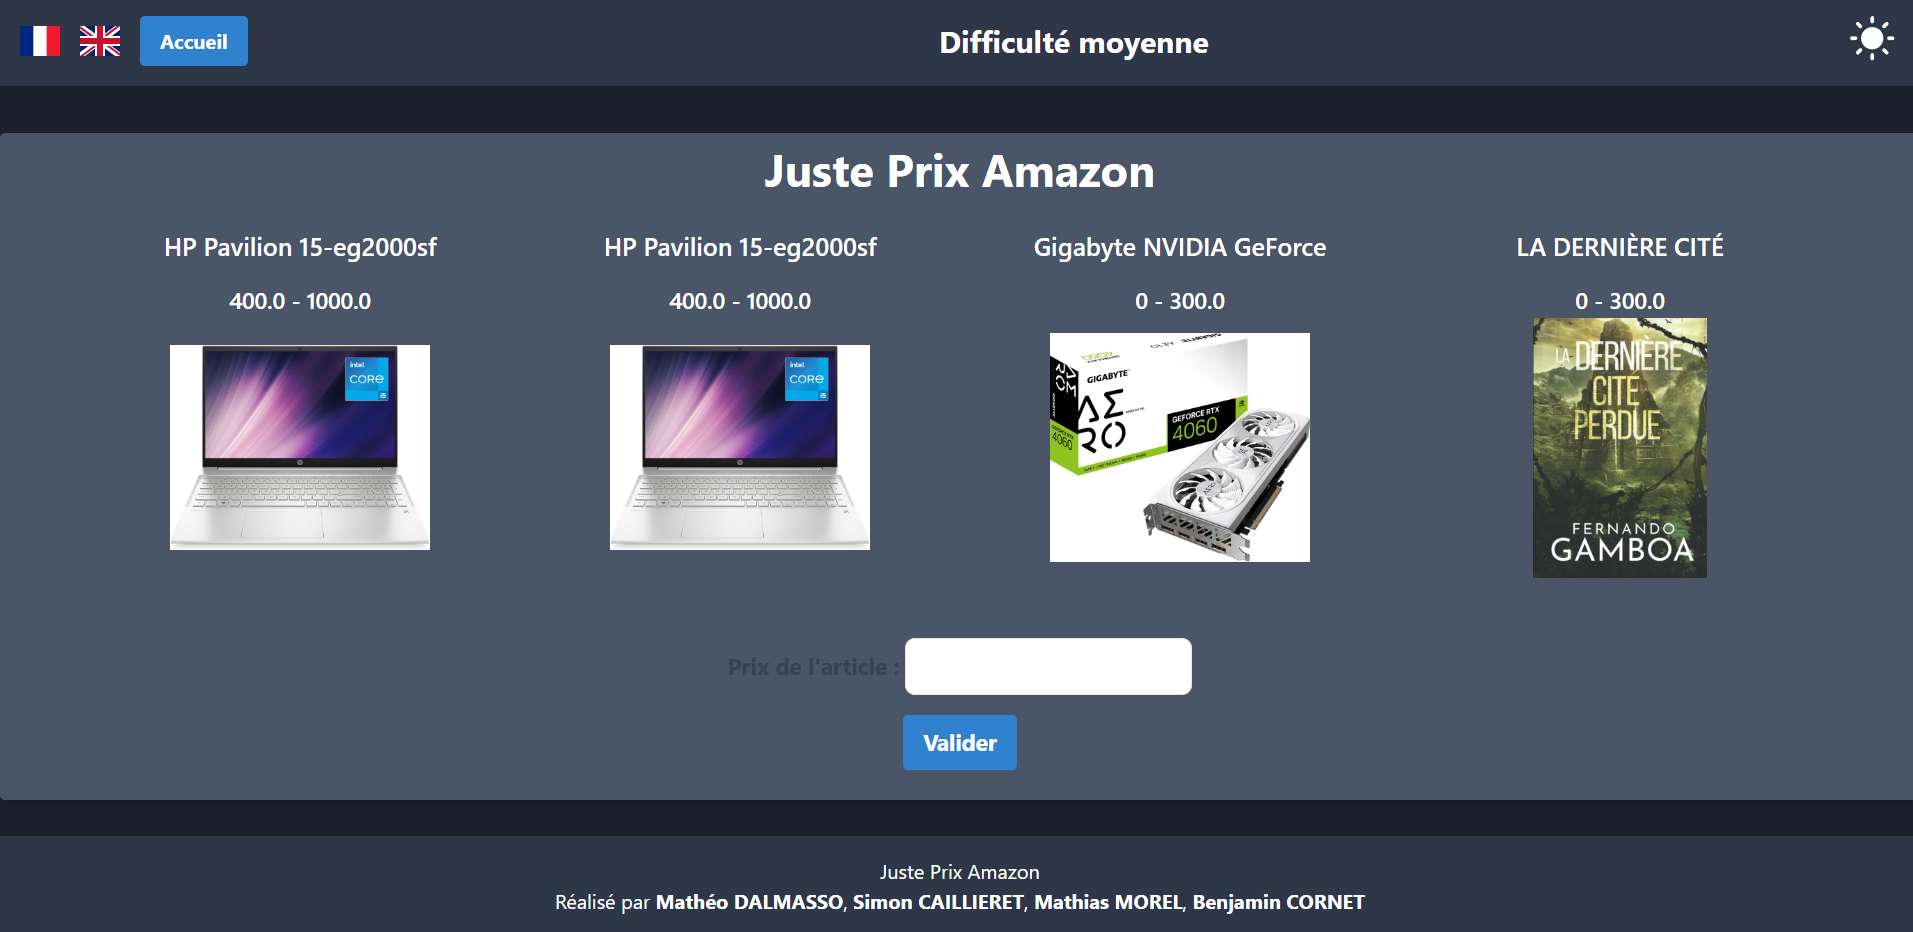 Accueil
Difficulté moyenne
Juste Prix Amazon
HP Pavilion 15-eg2000sf
400.0 - 1000.0
intel.
CORE
i5
HP Pavilion 15-eg2000sf
400.0 - 1000.0
intel.
CORE
i5
Gigabyte NVIDIA GeForce
0 - 300.0
GIGABYTE
AERO
GEFORCE RTX
4060
LA DERNIÈRE CITÉ
0 - 300.0
LA DERNIÈRE
CITÉ
PERDUE
FERNANDO
GAMBOA
Prix de l'article :
Valider
Juste Prix Amazon
Réalisé par Mathéo DALMASSO, Simon CAILLIERET, Mathias MOREL, Benjamin CORNET